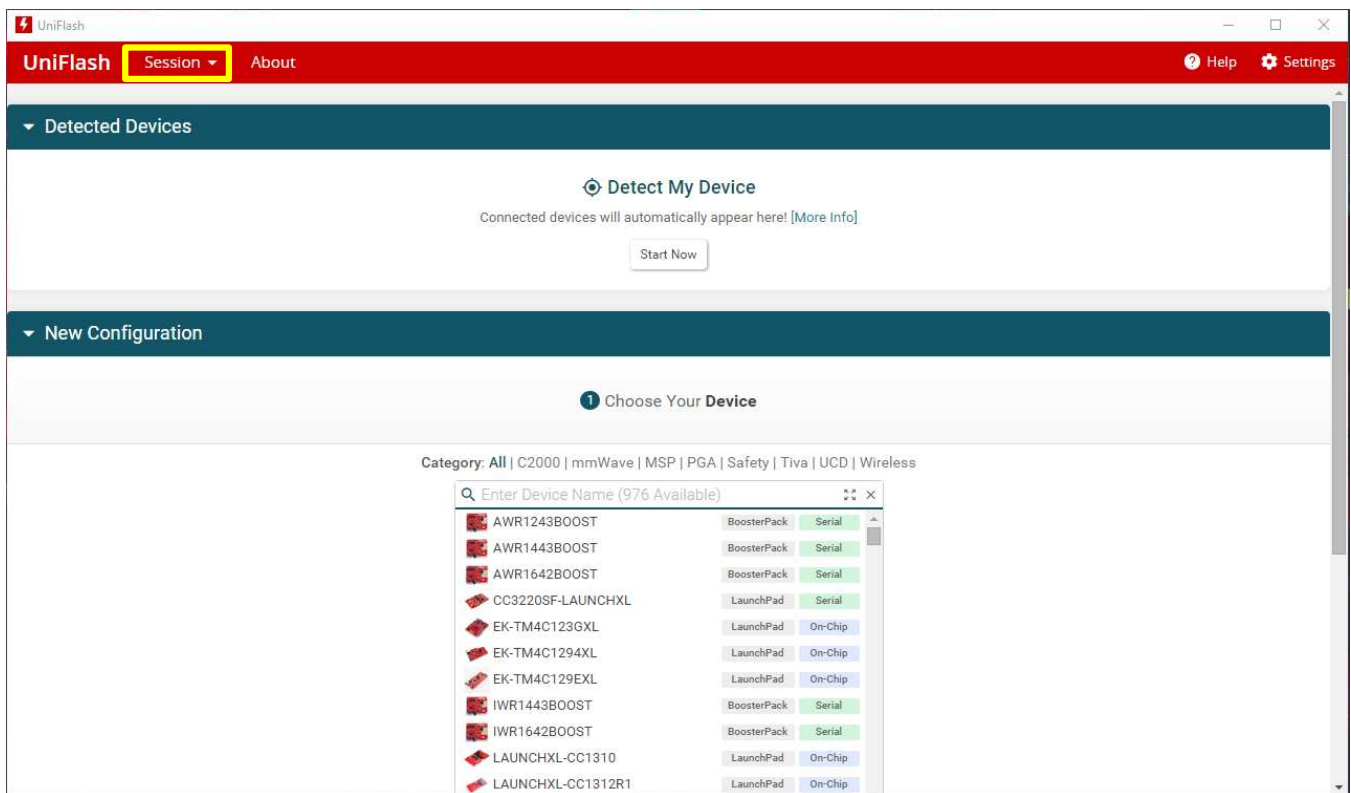 UniFlash
UniFlash Session About Help Settings
Detected Devices
Detect My Device
Connected devices will automatically appear here! [More Info]
Start Now
New Configuration
1 Choose Your Device
Category: All | C2000 | mmWave | MSP | PGA | Safety | Tiva | UCD | Wireless
Enter Device Name (976 Available)
AWR1243BOOST BoosterPack Serial
AWR1443BOOST BoosterPack Serial
AWR1642BOOST BoosterPack Serial
CC3220SF-LAUNCHXL LaunchPad Serial
EK-TM4C123GXL LaunchPad On-Chip
EK-TM4C1294XL LaunchPad On-Chip
EK-TM4C129EXL LaunchPad On-Chip
IWR1443BOOST BoosterPack Serial
IWR1642BOOST BoosterPack Serial
LAUNCHXL-CC1310 LaunchPad On-Chip
LAUNCHXL-CC1312R1 LaunchPad On-Chip